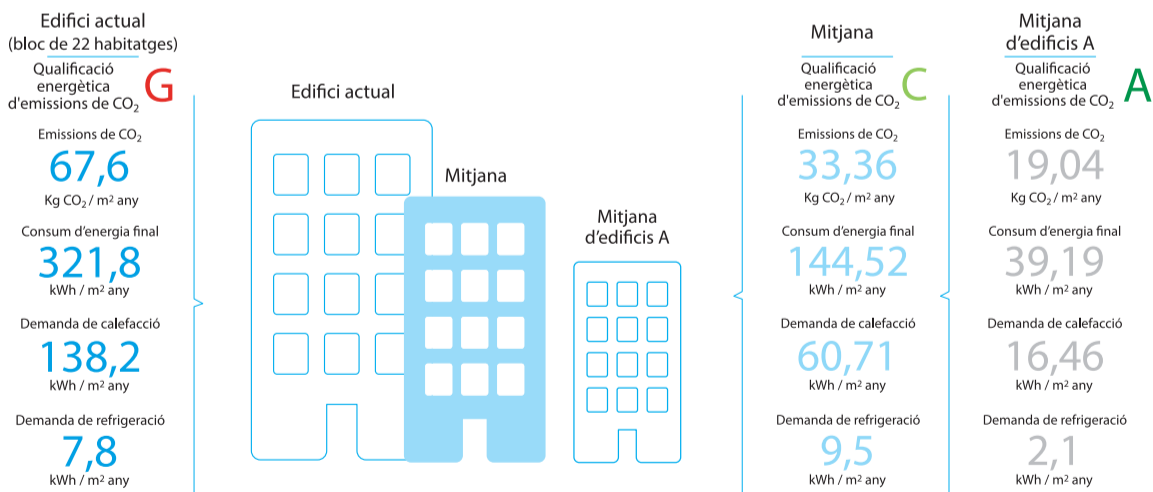 Edifici actual
(bloc de 22 habitatges)
Qualificació
energètica
d'emissions de CO₂
G
Emissions de CO₂
67,6
Kg CO₂ / m² any
Consum d'energia final
321,8
kWh / m² any
Demanda de calefacció
138,2
kWh / m² any
Demanda de refrigeració
7,8
kWh / m² any
Edifici actual
Mitjana
Mitjana
d'edificis A
Mitjana
Qualificació
energètica
d'emissions de CO₂
C
Emissions de CO₂
33,36
Kg CO₂ / m² any
Consum d'energia final
144,52
kWh / m² any
Demanda de calefacció
60,71
kWh / m² any
Demanda de refrigeració
9,5
kWh / m² any
Mitjana
d'edificis A
Qualificació
energètica
d'emissions de CO₂
A
Emissions de CO₂
19,04
Kg CO₂ / m² any
Consum d'energia final
39,19
kWh / m² any
Demanda de calefacció
16,46
kWh / m² any
Demanda de refrigeració
2,1
kWh / m² any